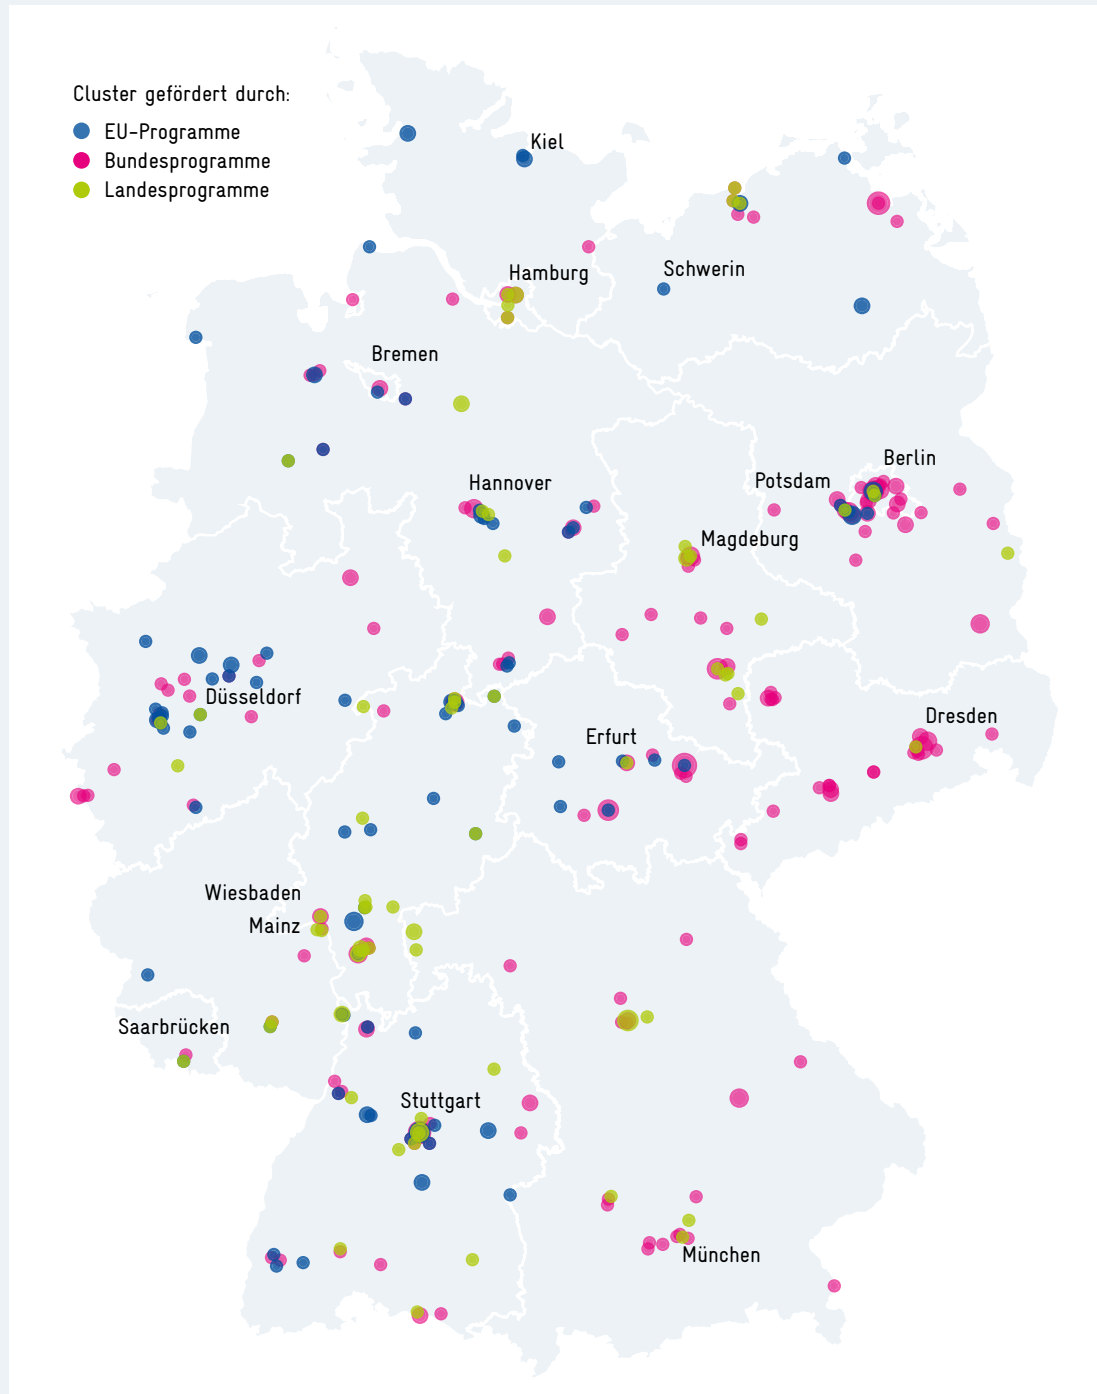 Cluster gefördert durch:
EU-Programme
Bundesprogramme
Landesprogramme
Kiel
Hamburg
Schwerin
Bremen
Hannover
Berlin
Potsdam
Magdeburg
Düsseldorf
Erfurt
Dresden
Wiesbaden
Mainz
Saarbrücken
Stuttgart
München